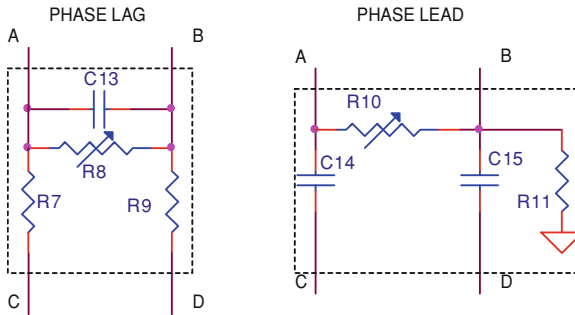 PHASE LAG
PHASE LEAD
A
B
A
B
C13
R8
R7
R9
R10
C14
C15
R11
C
D
C
D